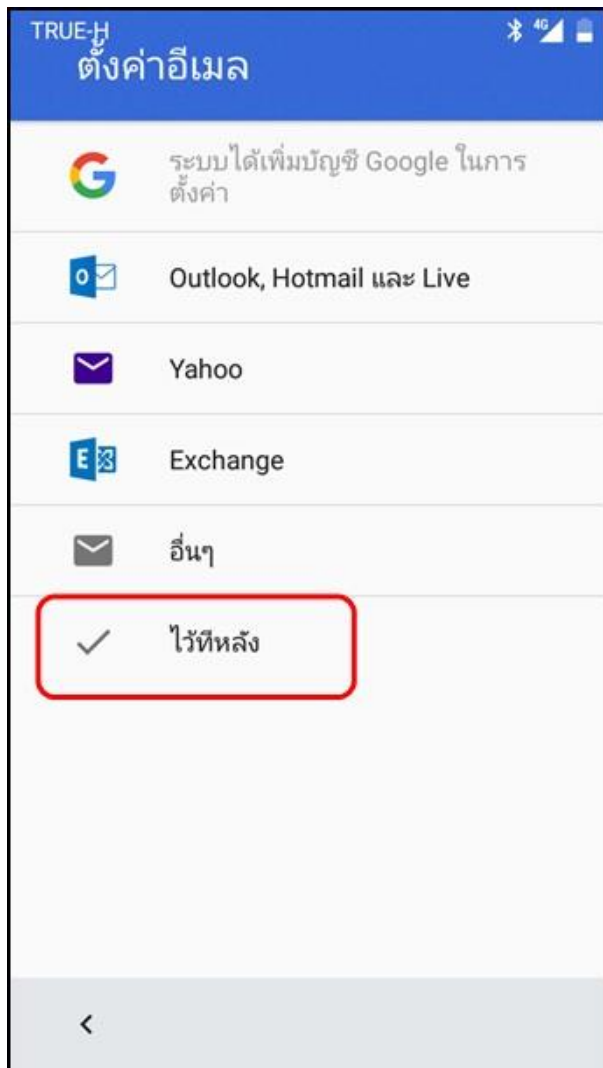 TRUE-H
4G
ตั้งค่าอีเมล
ระบบได้เพิ่มบัญชี Google ในการ
ตั้งค่า
Outlook, Hotmail และ Live
Yahoo
Exchange
อื่นๆ
ไว้ทีหลัง